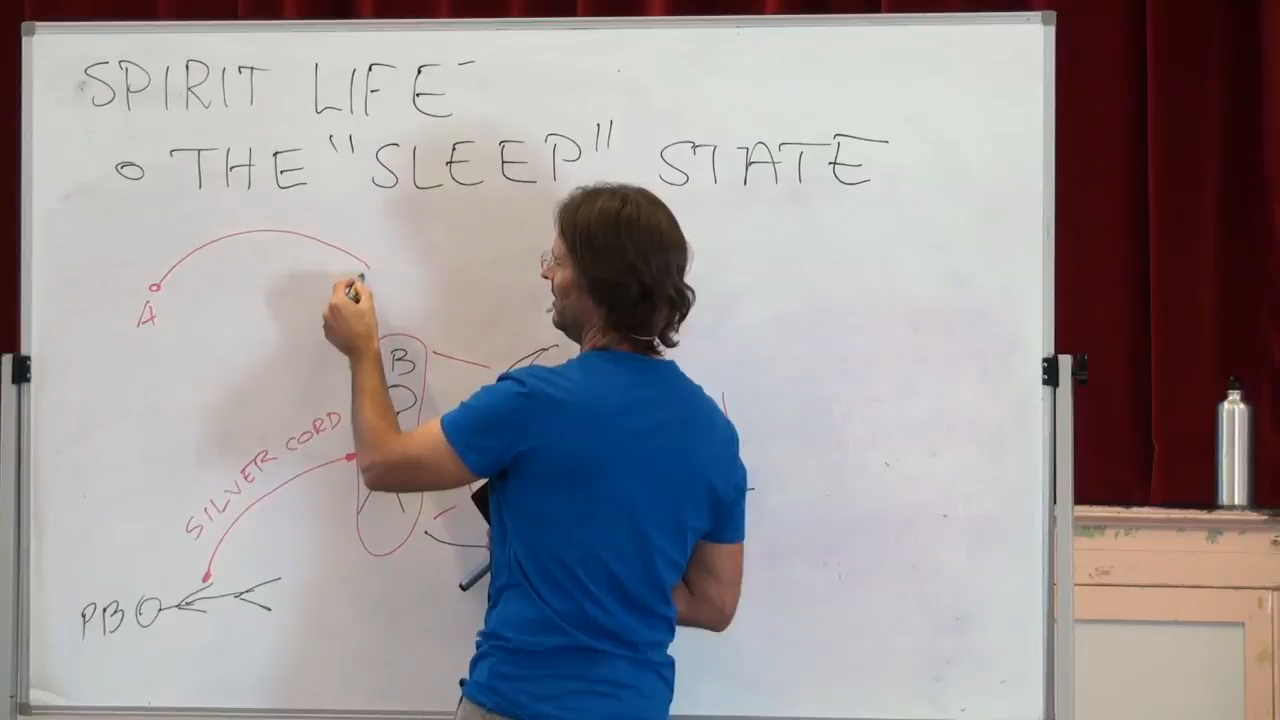 SPIRIT LIFE
o THE "SLEEP" STATE
A
B
SILVER CORD
PB